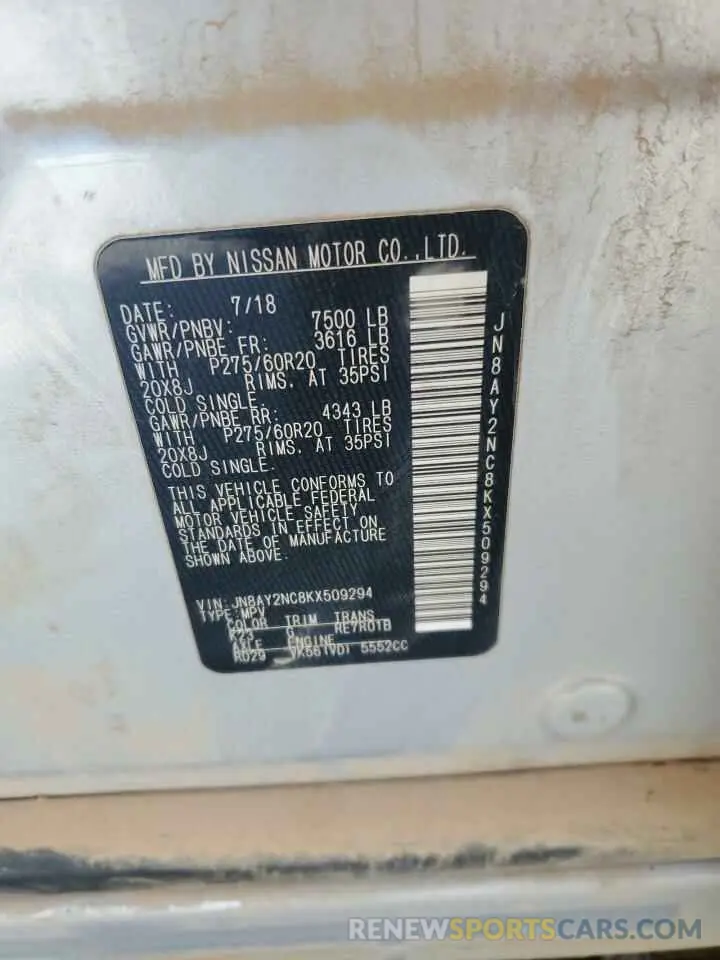 MFD BY NISSAN MOTOR CO.,LTD.
DATE: 7/18
GVWR/PNBV: 7500 LB
GAWR/PNBE FR: 3616 LB
WITH P275/60R20 TIRES
20X8J RIMS. AT 35PSI
COLD SINGLE.
GAWR/PNBE RR: 4343 LB
WITH P275/60R20 TIRES
20X8J RIMS. AT 35PSI
COLD SINGLE.
THIS VEHICLE CONFORMS TO
ALL APPLICABLE FEDERAL
MOTOR VEHICLE SAFETY
STANDARDS IN EFFECT ON
THE DATE OF MANUFACTURE
SHOWN ABOVE.
VIN: JN8AY2NC8KX509294
TYPE: MPV
COLOR TRIM TRANS
K23 G RE7R01B
AXLE ENGINE
RD29 VK56(VD) 5552CC
JN8AY2NC8KX509294
RENEWSPORTSCAR.COM